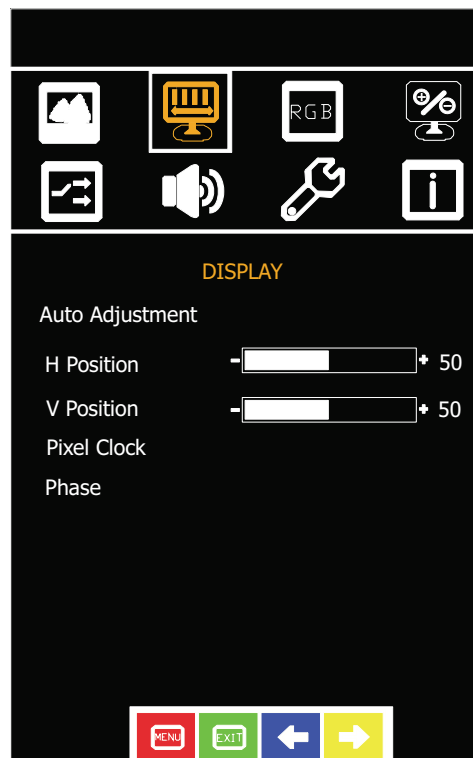 RGB
DISPLAY
Auto Adjustment
H Position - + 50
V Position - + 50
Pixel Clock
Phase
MENU EXIT